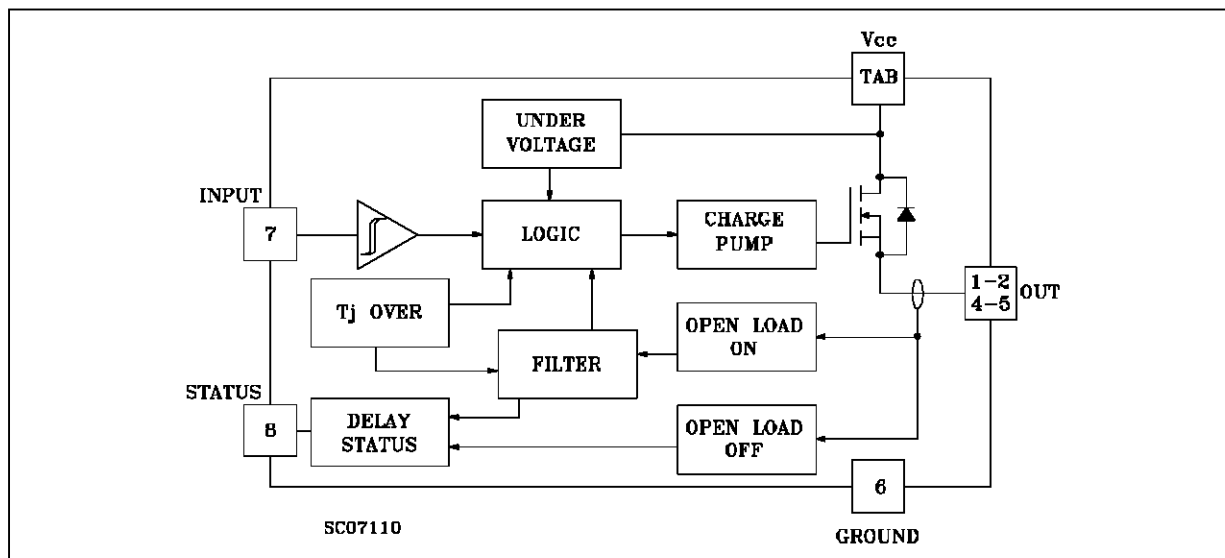 Vcc
TAB
UNDER
VOLTAGE
INPUT
7
LOGIC
CHARGE
PUMP
1-2
4-5
OUT
Tj OVER
OPEN LOAD
ON
FILTER
STATUS
8
DELAY
STATUS
OPEN LOAD
OFF
6
SC07110
GROUND